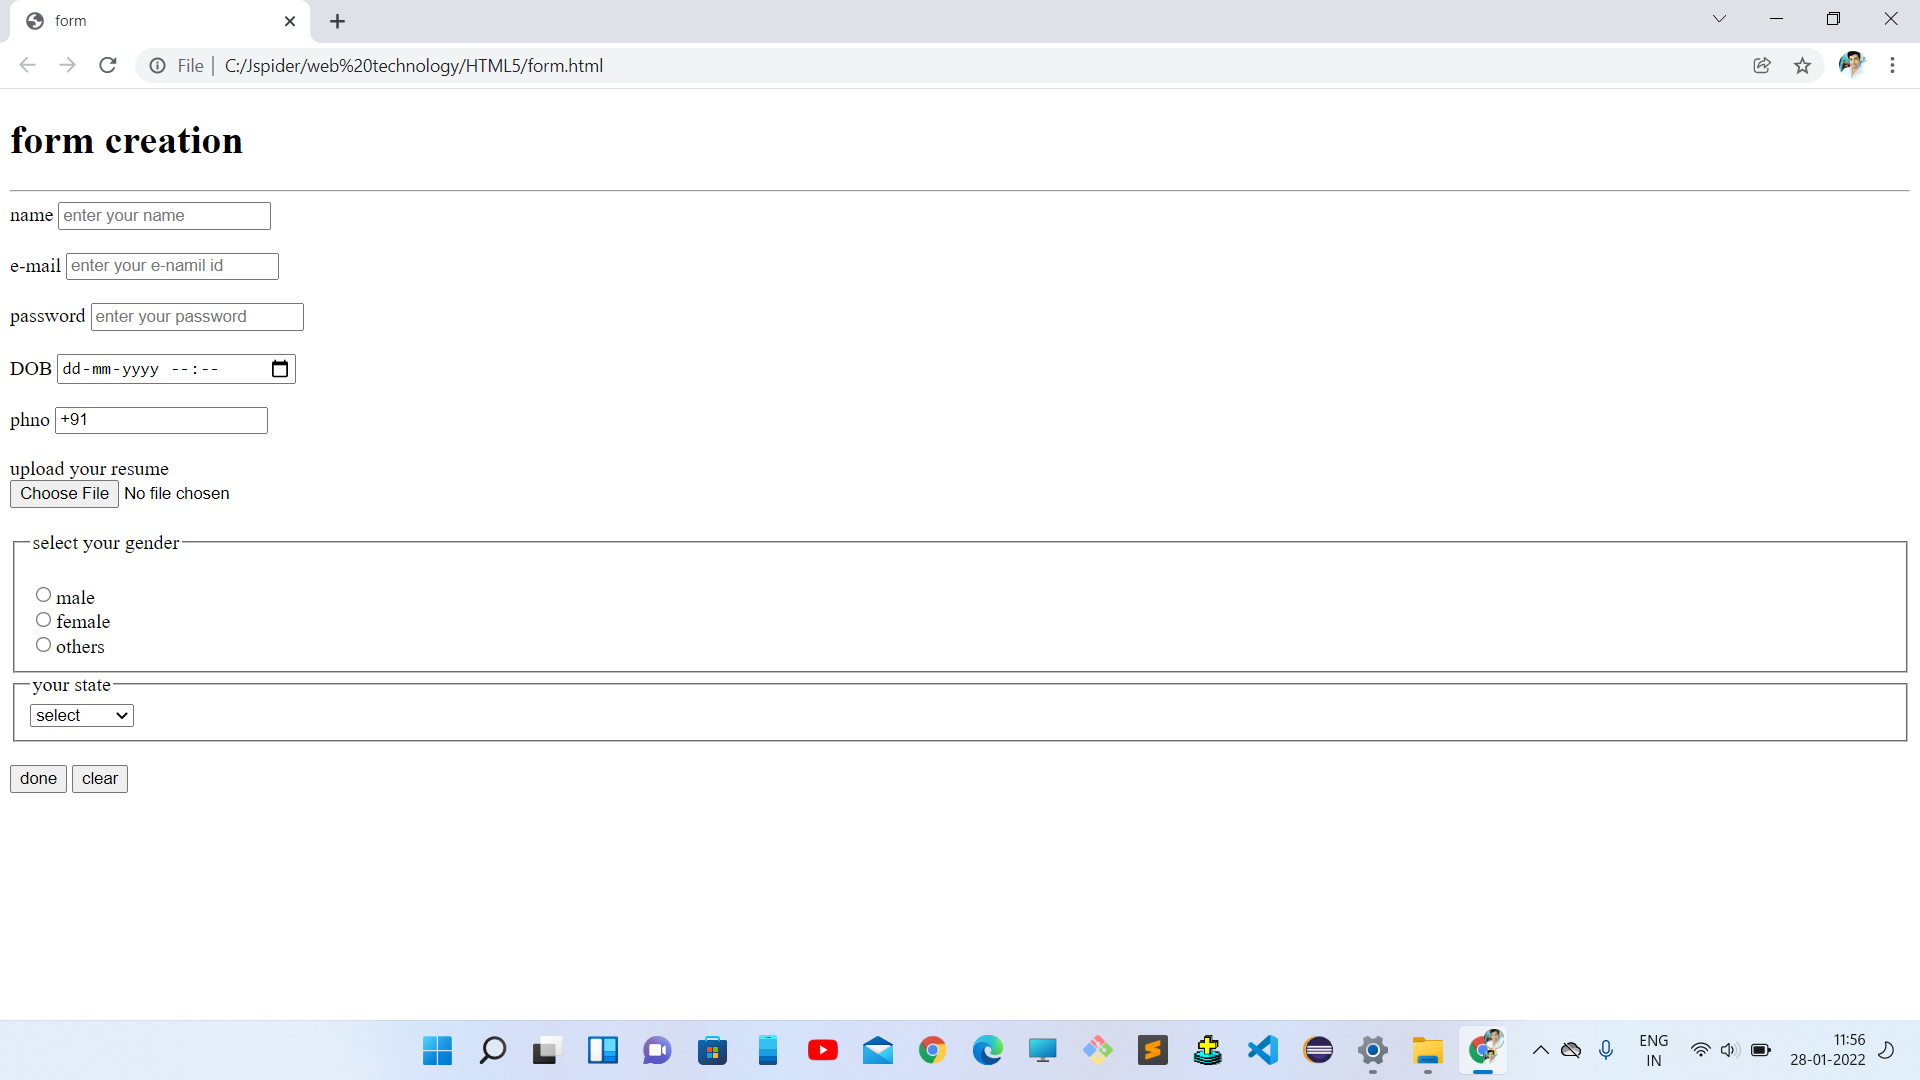 form
File | C:/Jspider/web%20technology/HTML5/form.html
form creation
name enter your name
e-mail enter your e-namil id
password enter your password
DOB dd-mm-yyyy --:--
phno +91
upload your resume
Choose File No file chosen
select your gender
male
female
others
your state
select
done clear
ENG
IN
11:56
28-01-2022